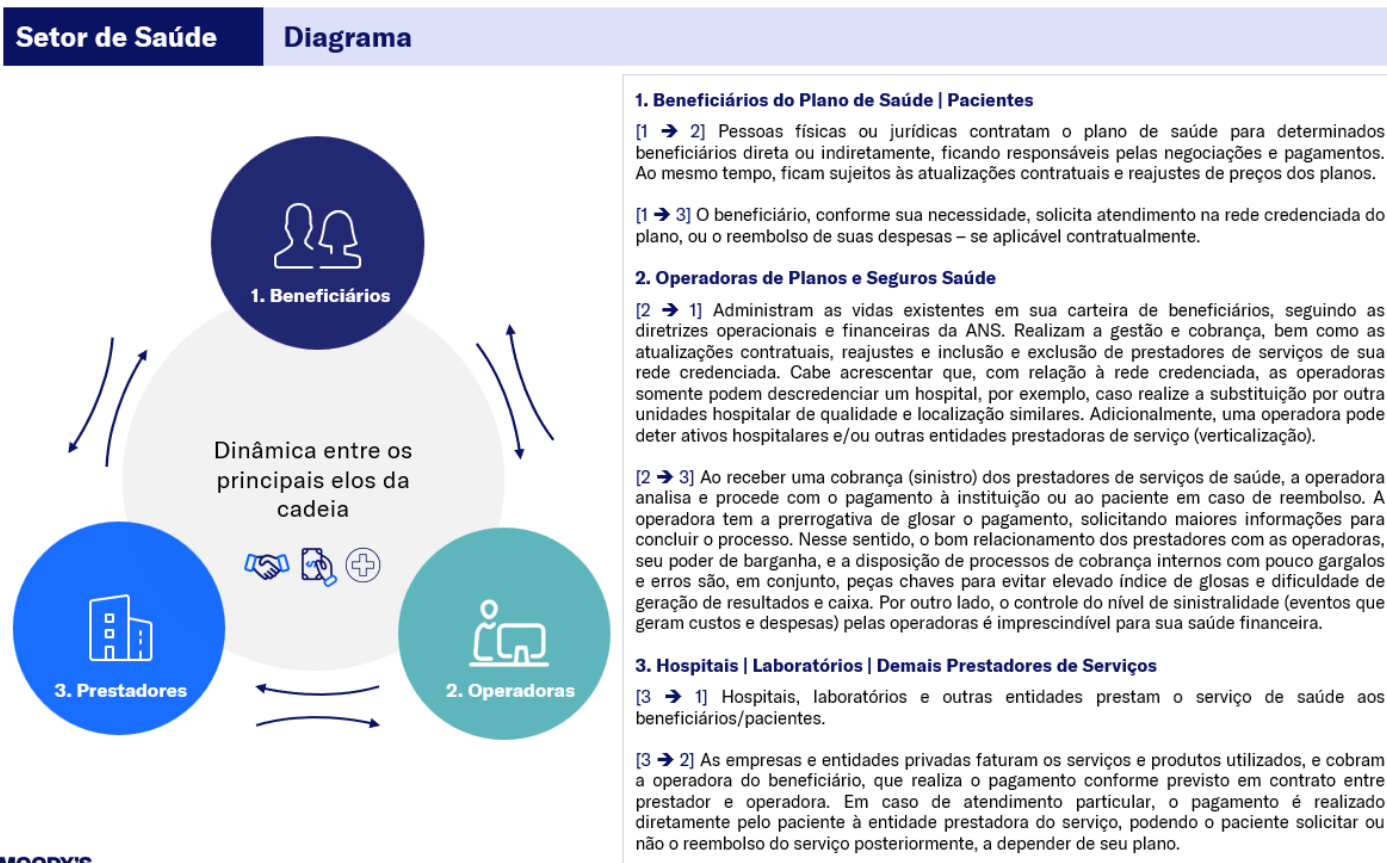 Setor de Saúde
Diagrama
1. Beneficiários
Dinâmica entre os
principais elos da
cadeia
3. Prestadores
2. Operadoras
1. Beneficiários do Plano de Saúde | Pacientes
[1 ➔ 2] Pessoas físicas ou jurídicas contratam o plano de saúde para determinados
beneficiários direta ou indiretamente, ficando responsáveis pelas negociações e pagamentos.
Ao mesmo tempo, ficam sujeitos às atualizações contratuais e reajustes de preços dos planos.
[1 ➔ 3] O beneficiário, conforme sua necessidade, solicita atendimento na rede credenciada do
plano, ou o reembolso de suas despesas – se aplicável contratualmente.
2. Operadoras de Planos e Seguros Saúde
[2 ➔ 1] Administram as vidas existentes em sua carteira de beneficiários, seguindo as
diretrizes operacionais e financeiras da ANS. Realizam a gestão e cobrança, bem como as
atualizações contratuais, reajustes e inclusão e exclusão de prestadores de serviços de sua
rede credenciada. Cabe acrescentar que, com relação à rede credenciada, as operadoras
somente podem descredenciar um hospital, por exemplo, caso realize a substituição por outra
unidades hospitalar de qualidade e localização similares. Adicionalmente, uma operadora pode
deter ativos hospitalares e/ou outras entidades prestadoras de serviço (verticalização).
[2 ➔ 3] Ao receber uma cobrança (sinistro) dos prestadores de serviços de saúde, a operadora
analisa e procede com o pagamento à instituição ou ao paciente em caso de reembolso. A
operadora tem a prerrogativa de glosar o pagamento, solicitando maiores informações para
concluir o processo. Nesse sentido, o bom relacionamento dos prestadores com as operadoras,
seu poder de barganha, e a disposição de processos de cobrança internos com pouco gargalos
e erros são, em conjunto, peças chaves para evitar elevado índice de glosas e dificuldade de
geração de resultados e caixa. Por outro lado, o controle do nível de sinistralidade (eventos que
geram custos e despesas) pelas operadoras é imprescindível para sua saúde financeira.
3. Hospitais | Laboratórios | Demais Prestadores de Serviços
[3 ➔ 1] Hospitais, laboratórios e outras entidades prestam o serviço de saúde aos
beneficiários/pacientes.
[3 ➔ 2] As empresas e entidades privadas faturam os serviços e produtos utilizados, e cobram
a operadora do beneficiário, que realiza o pagamento conforme previsto em contrato entre
prestador e operadora. Em caso de atendimento particular, o pagamento é realizado
diretamente pelo paciente à entidade prestadora do serviço, podendo o paciente solicitar ou
não o reembolso do serviço posteriormente, a depender de seu plano.
MOODY'S